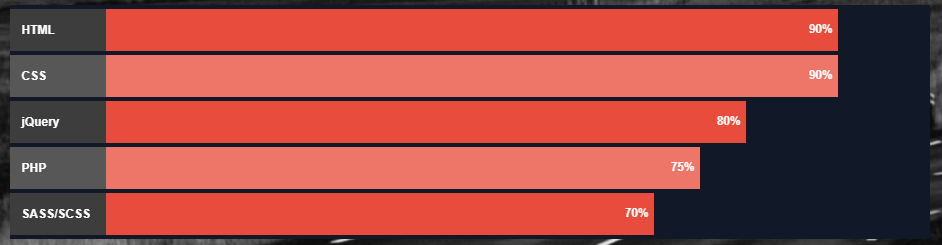 HTML 90%
CSS 90%
jQuery 80%
PHP 75%
SASS/SCSS 70%